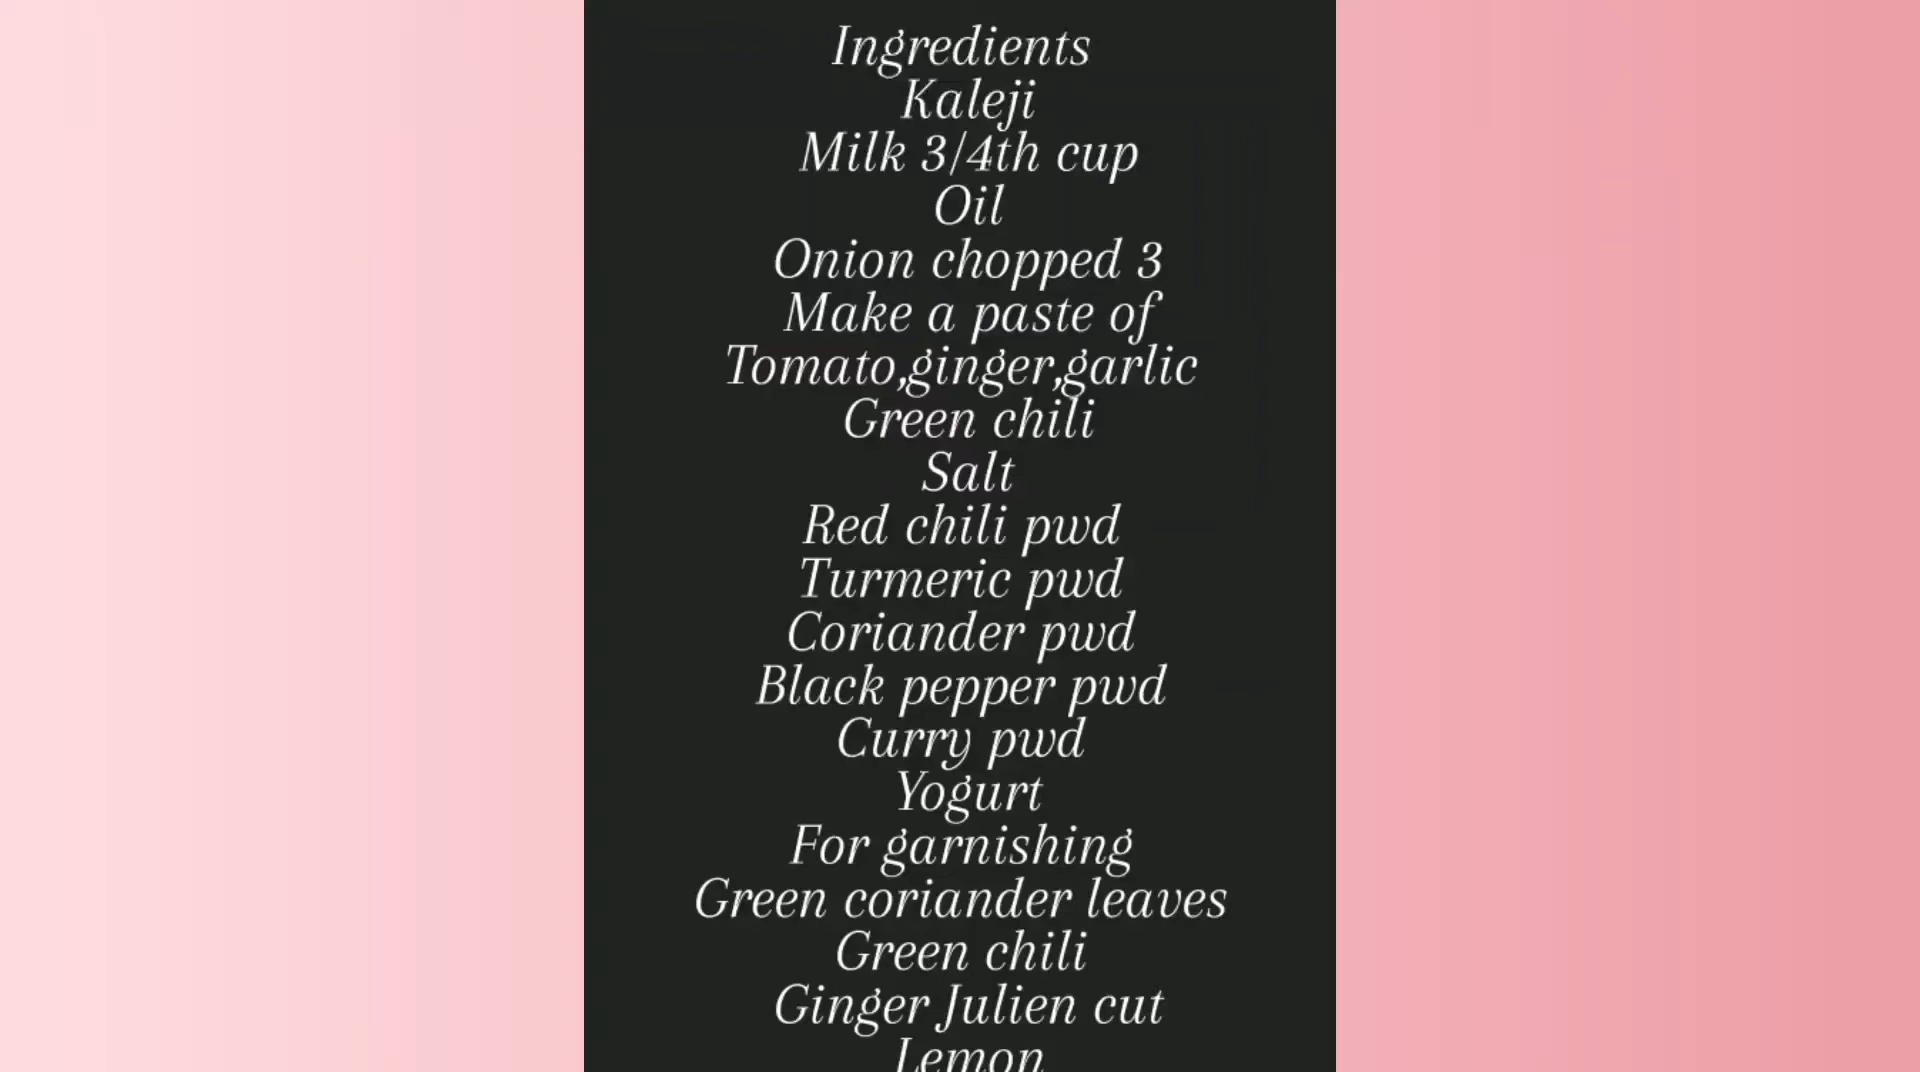 Ingredients
Kaleji
Milk 3/4th cup
Oil
Onion chopped 3
Make a paste of
Tomato,ginger,garlic
Green chili
Salt
Red chili pwd
Turmeric pwd
Coriander pwd
Black pepper pwd
Curry pwd
Yogurt
For garnishing
Green coriander leaves
Green chili
Ginger Julien cut
Lemon